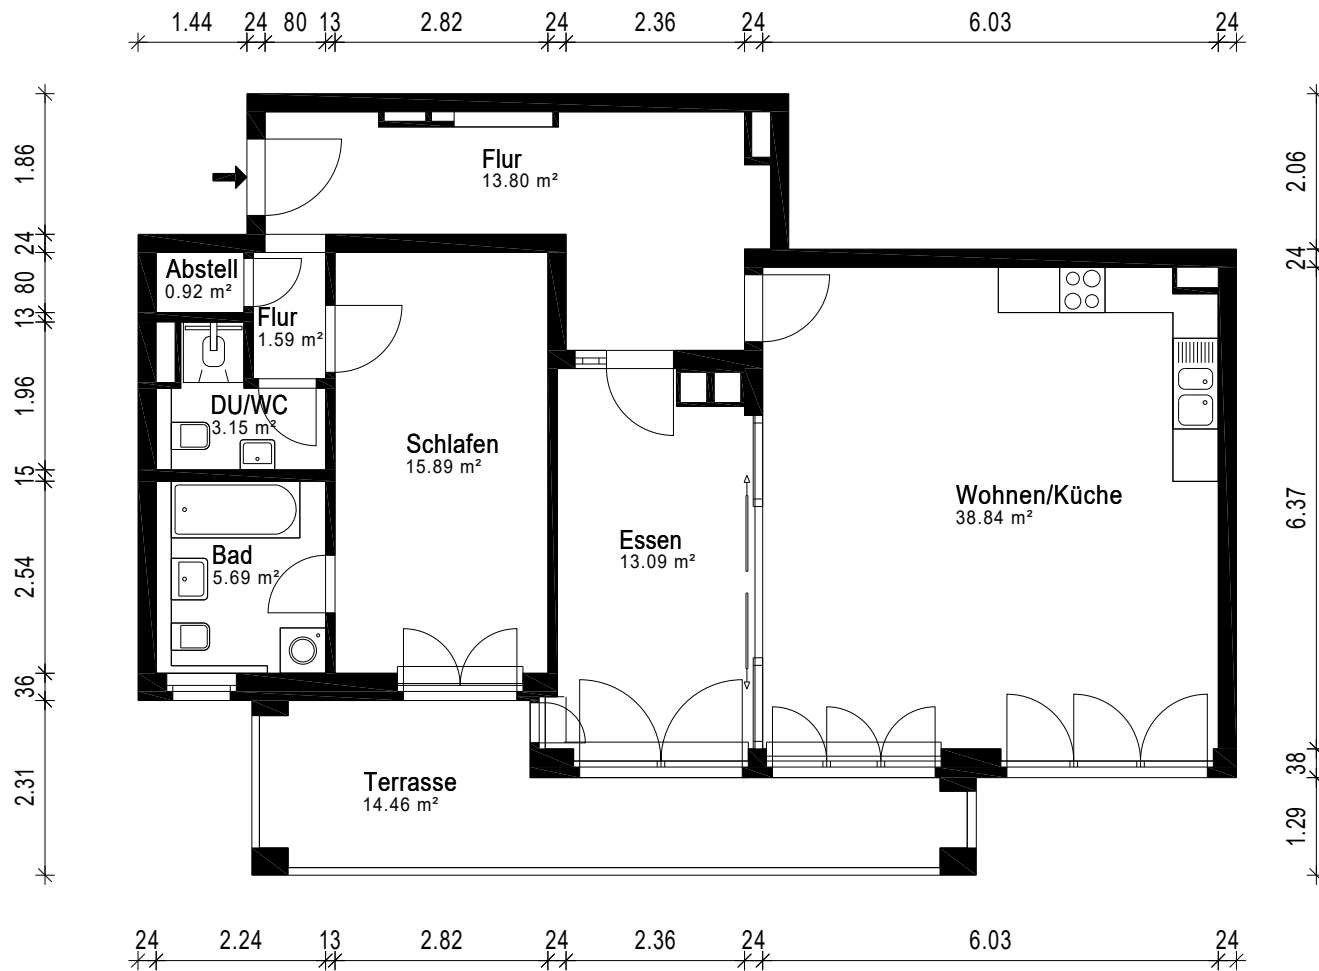 1.44 24 80 13 2.82 24 2.36 24 6.03 24
1.86
24
80
13
1.96
15
2.54
36
2.31
Flur
13.80 m²
Abstell
0.92 m²
Flur
1.59 m²
DU/WC
3.15 m²
Schlafen
15.89 m²
Wohnen/Küche
38.84 m²
Essen
13.09 m²
Bad
5.69 m²
Terrasse
14.46 m²
2.06
24
6.37
38
1.29
24 2.24 13 2.82 24 2.36 24 6.03 24